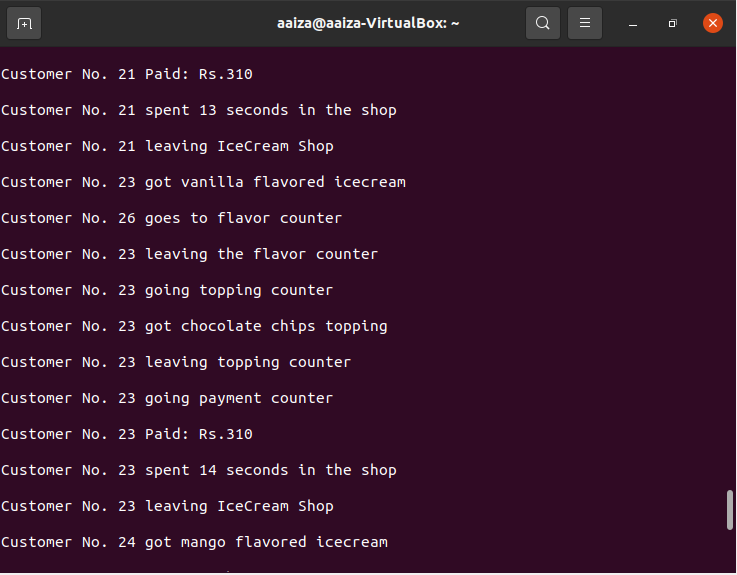 aaiza@aaiza-VirtualBox: ~
Customer No. 21 Paid: Rs.310
Customer No. 21 spent 13 seconds in the shop
Customer No. 21 leaving IceCream Shop
Customer No. 23 got vanilla flavored icecream
Customer No. 26 goes to flavor counter
Customer No. 23 leaving the flavor counter
Customer No. 23 going topping counter
Customer No. 23 got chocolate chips topping
Customer No. 23 leaving topping counter
Customer No. 23 going payment counter
Customer No. 23 Paid: Rs.310
Customer No. 23 spent 14 seconds in the shop
Customer No. 23 leaving IceCream Shop
Customer No. 24 got mango flavored icecream